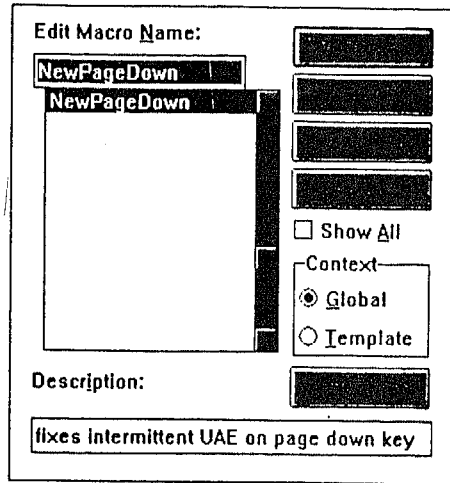 Edit Macro Name:
NewPageDown
NewPageDown
Show All
Context
Global
Template
Description:
fixes intermittent UAE on page down key